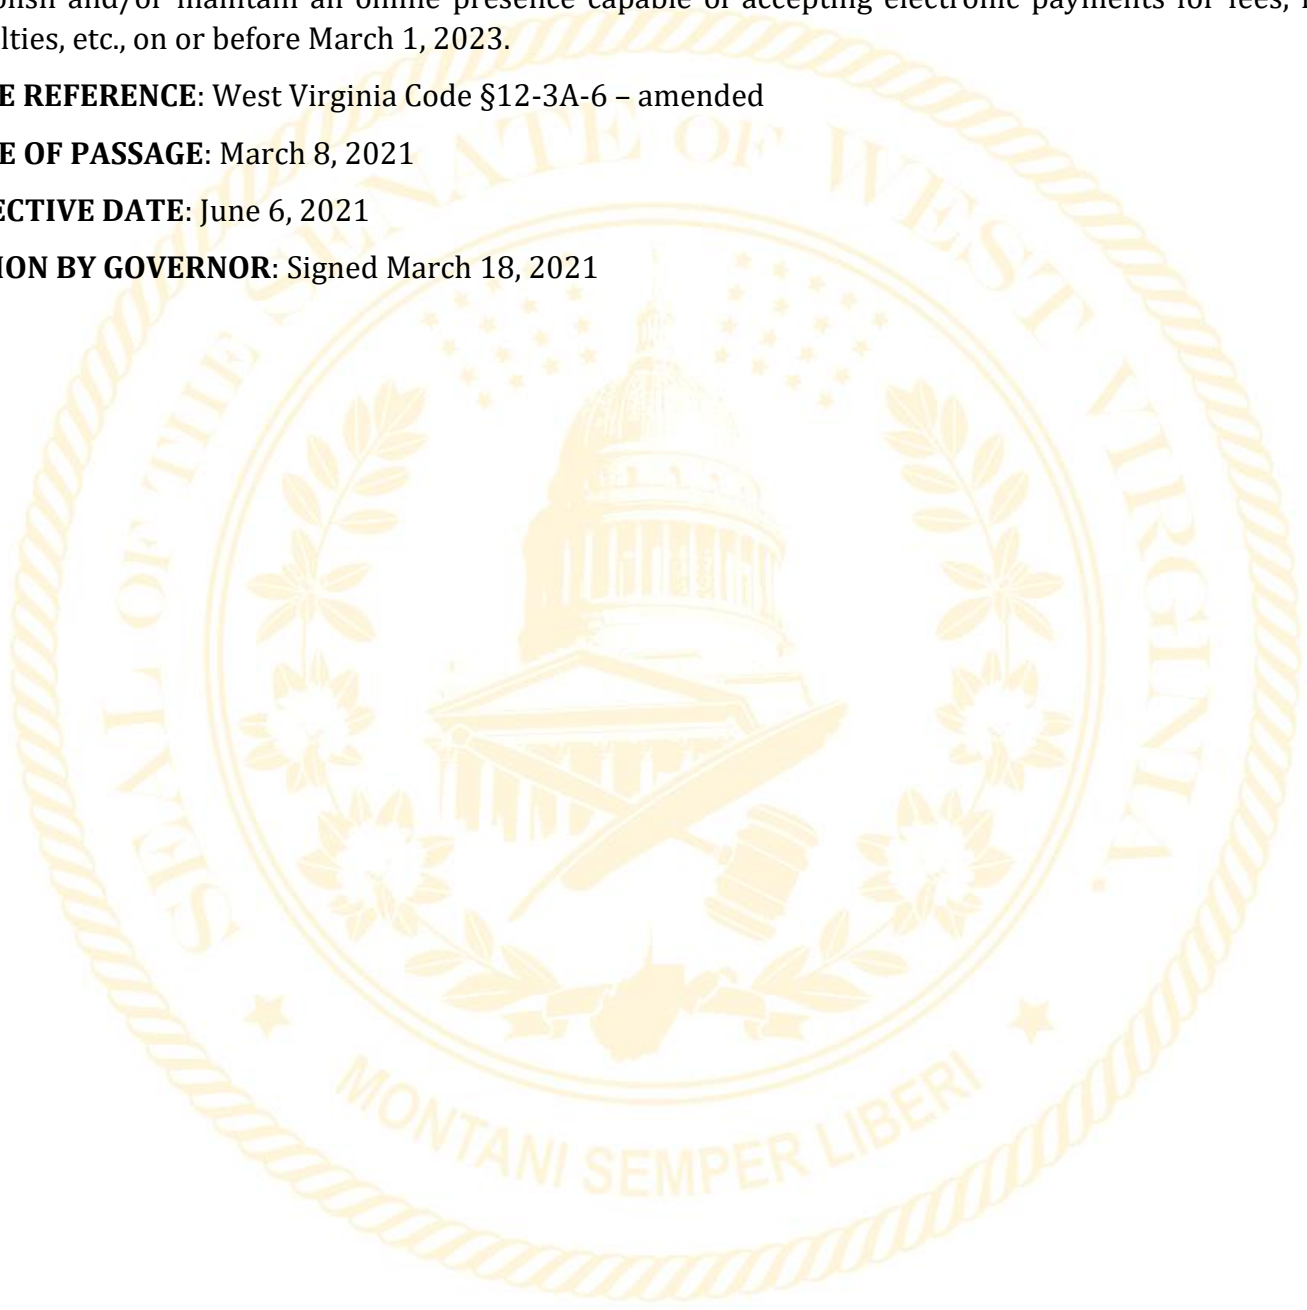 olish and/or maintain an online presence capable of accepting electronic payments for fees,
lties, etc., on or before March 1, 2023.
E REFERENCE: West Virginia Code §12-3A-6 – amended
E OF PASSAGE: March 8, 2021
ECTIVE DATE: June 6, 2021
ION BY GOVERNOR: Signed March 18, 2021
SEAL OF THE SENATE OF WEST VIRGINIA.
MONTANI SEMPER LIBERI